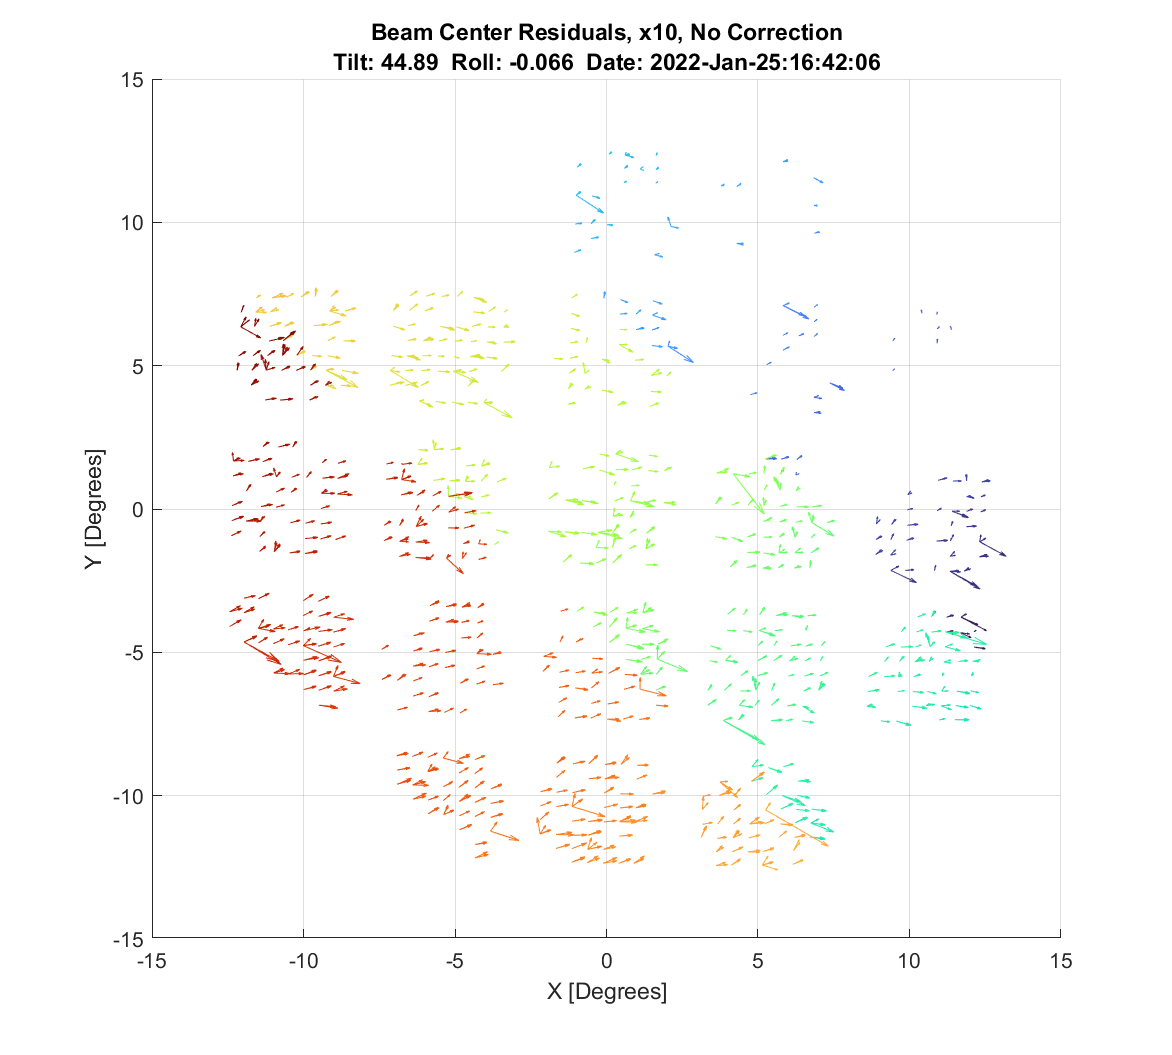 Beam Center Residuals, x10, No Correction
Tilt: 44.89  Roll: -0.066  Date: 2022-Jan-25:16:42:06
15
10
5
0
-5
-10
-15
Y [Degrees]
-15 -10 -5 0 5 10 15
X [Degrees]